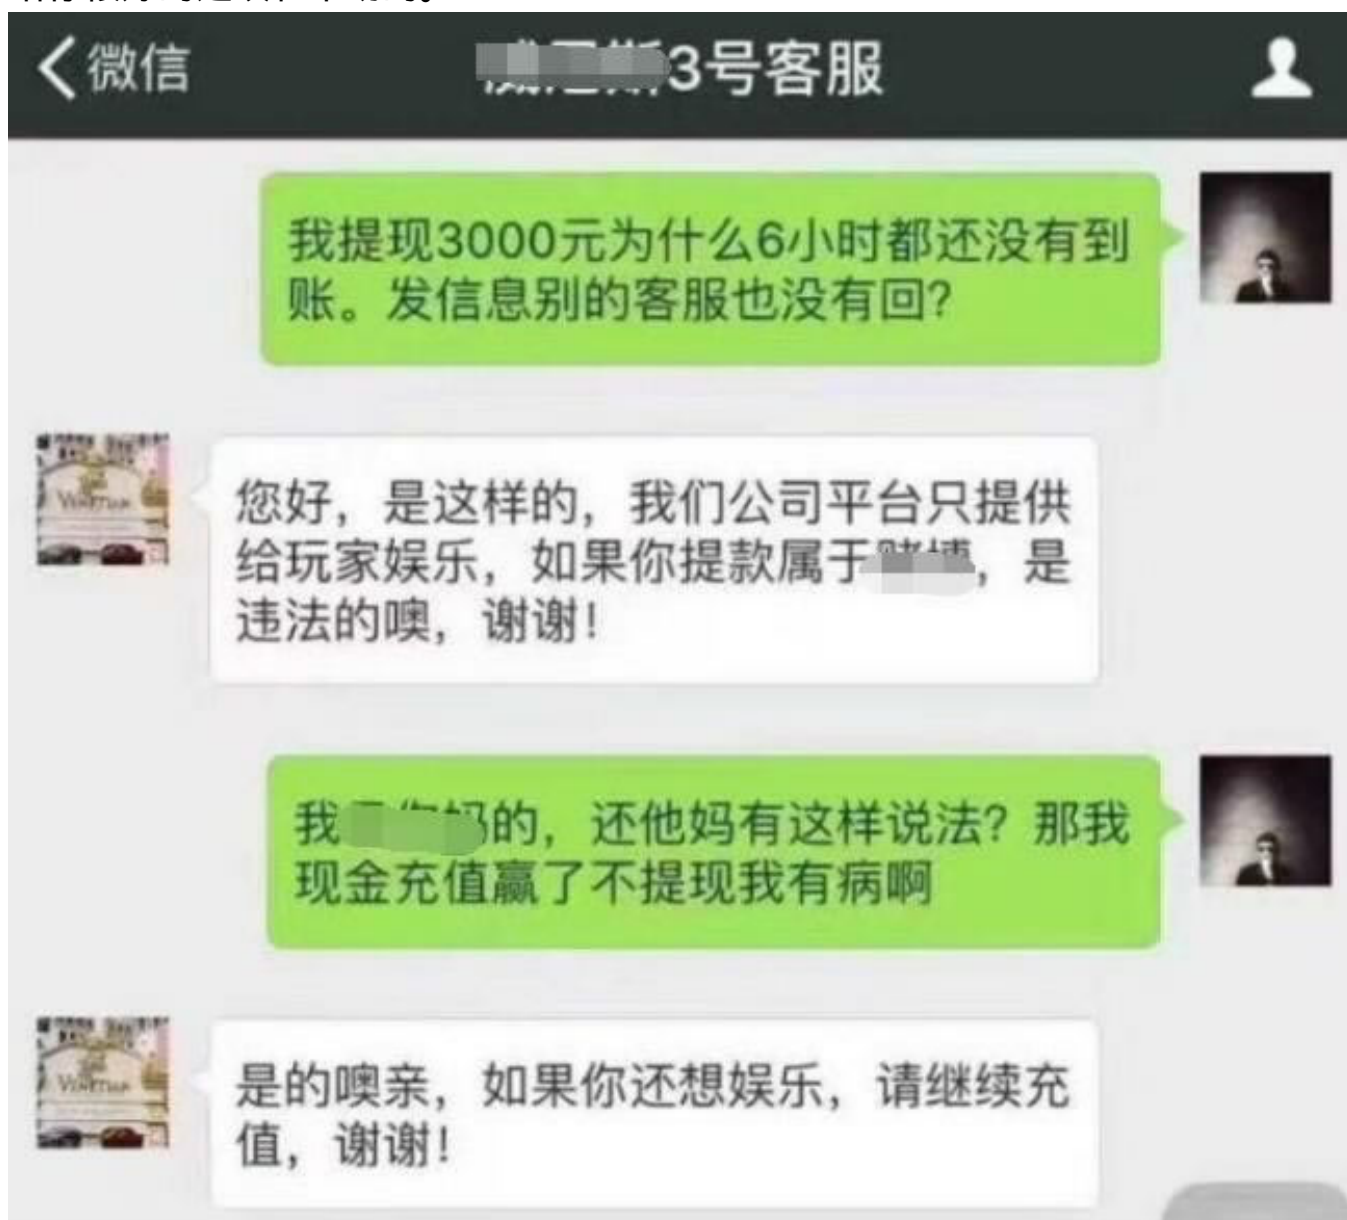 微信
3号客服
我提现3000元为什么6小时都还没有到
账。发信息别的客服也没有回?
您好，是这样的，我们公司平台只提供
给玩家娱乐，如果你提款属于，是
违法的噢，谢谢!
我的，还他妈有这样说法? 那我
现金充值赢了不提现我有病啊
是的噢亲，如果你还想娱乐，请继续充
值，谢谢!